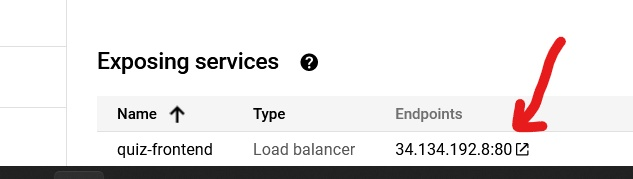 Exposing services
Name Type Endpoints
quiz-frontend Load balancer 34.134.192.8:80